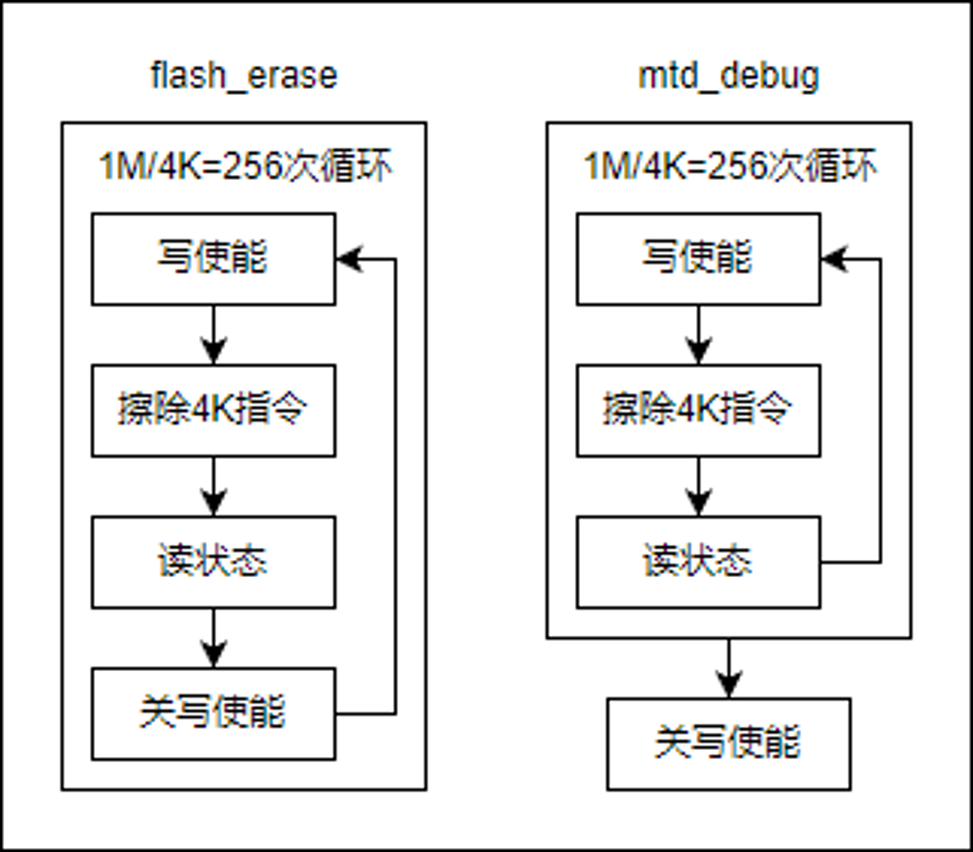 flash_erase
1M/4K=256次循环
写使能
擦除4K指令
读状态
关写使能
mtd_debug
1M/4K=256次循环
写使能
擦除4K指令
读状态
关写使能